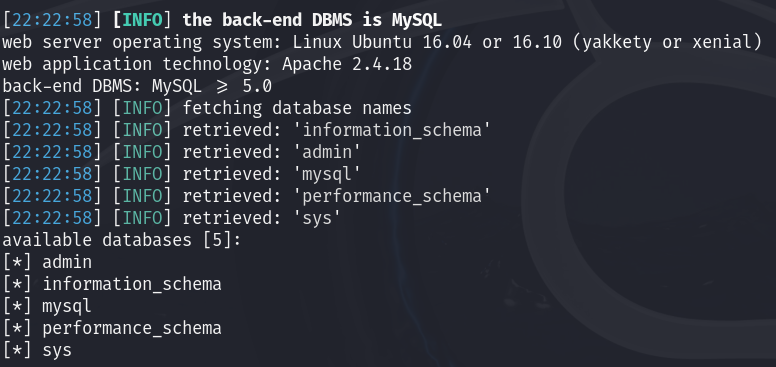 [22:22:58] [INFO] the back-end DBMS is MySQL
web server operating system: Linux Ubuntu 16.04 or 16.10 (yakkety or xenial)
web application technology: Apache 2.4.18
back-end DBMS: MySQL >= 5.0
[22:22:58] [INFO] fetching database names
[22:22:58] [INFO] retrieved: 'information_schema'
[22:22:58] [INFO] retrieved: 'admin'
[22:22:58] [INFO] retrieved: 'mysql'
[22:22:58] [INFO] retrieved: 'performance_schema'
[22:22:58] [INFO] retrieved: 'sys'
available databases [5]:
[*] admin
[*] information_schema
[*] mysql
[*] performance_schema
[*] sys